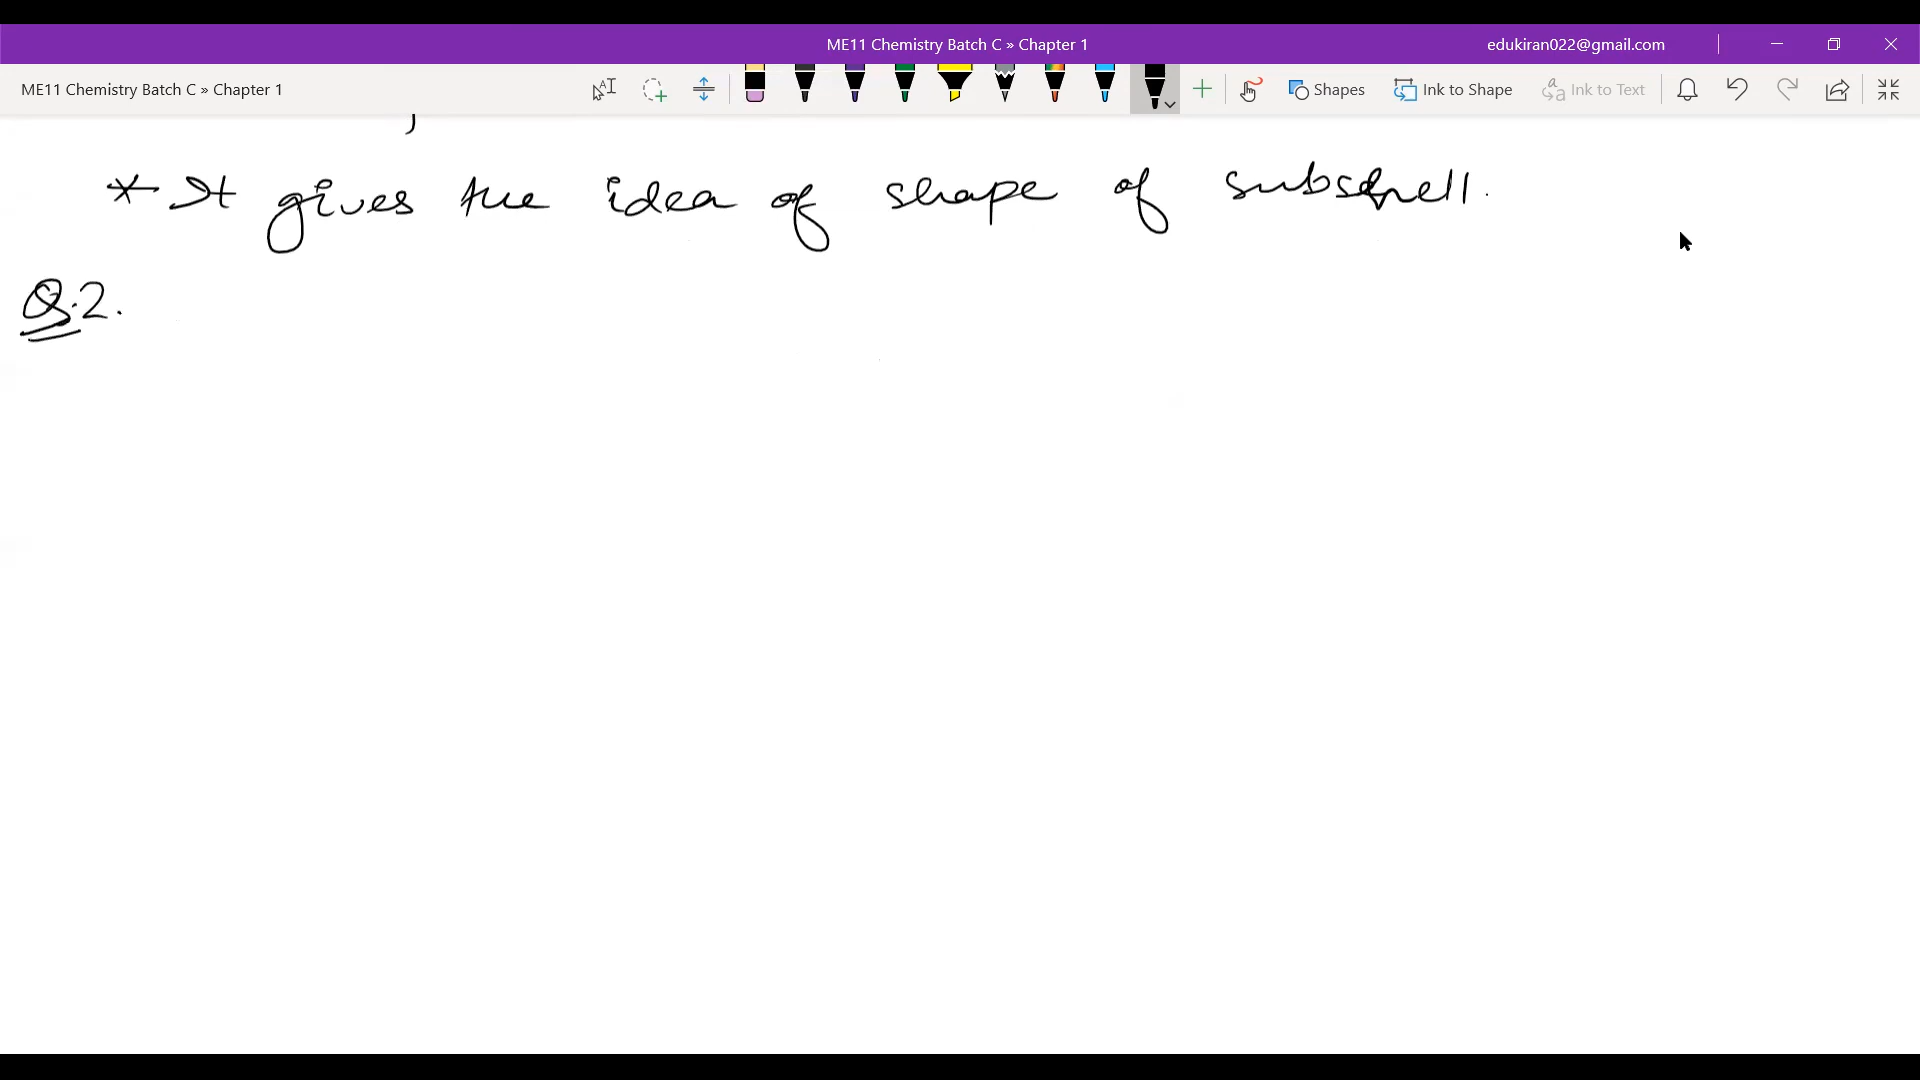 ME11 Chemistry Batch C » Chapter 1
edukiran022@gmail.com
ME11 Chemistry Batch C » Chapter 1
Shapes
Ink to Shape
Ink to Text
* It gives the idea of shape of subshell.
Q.2.